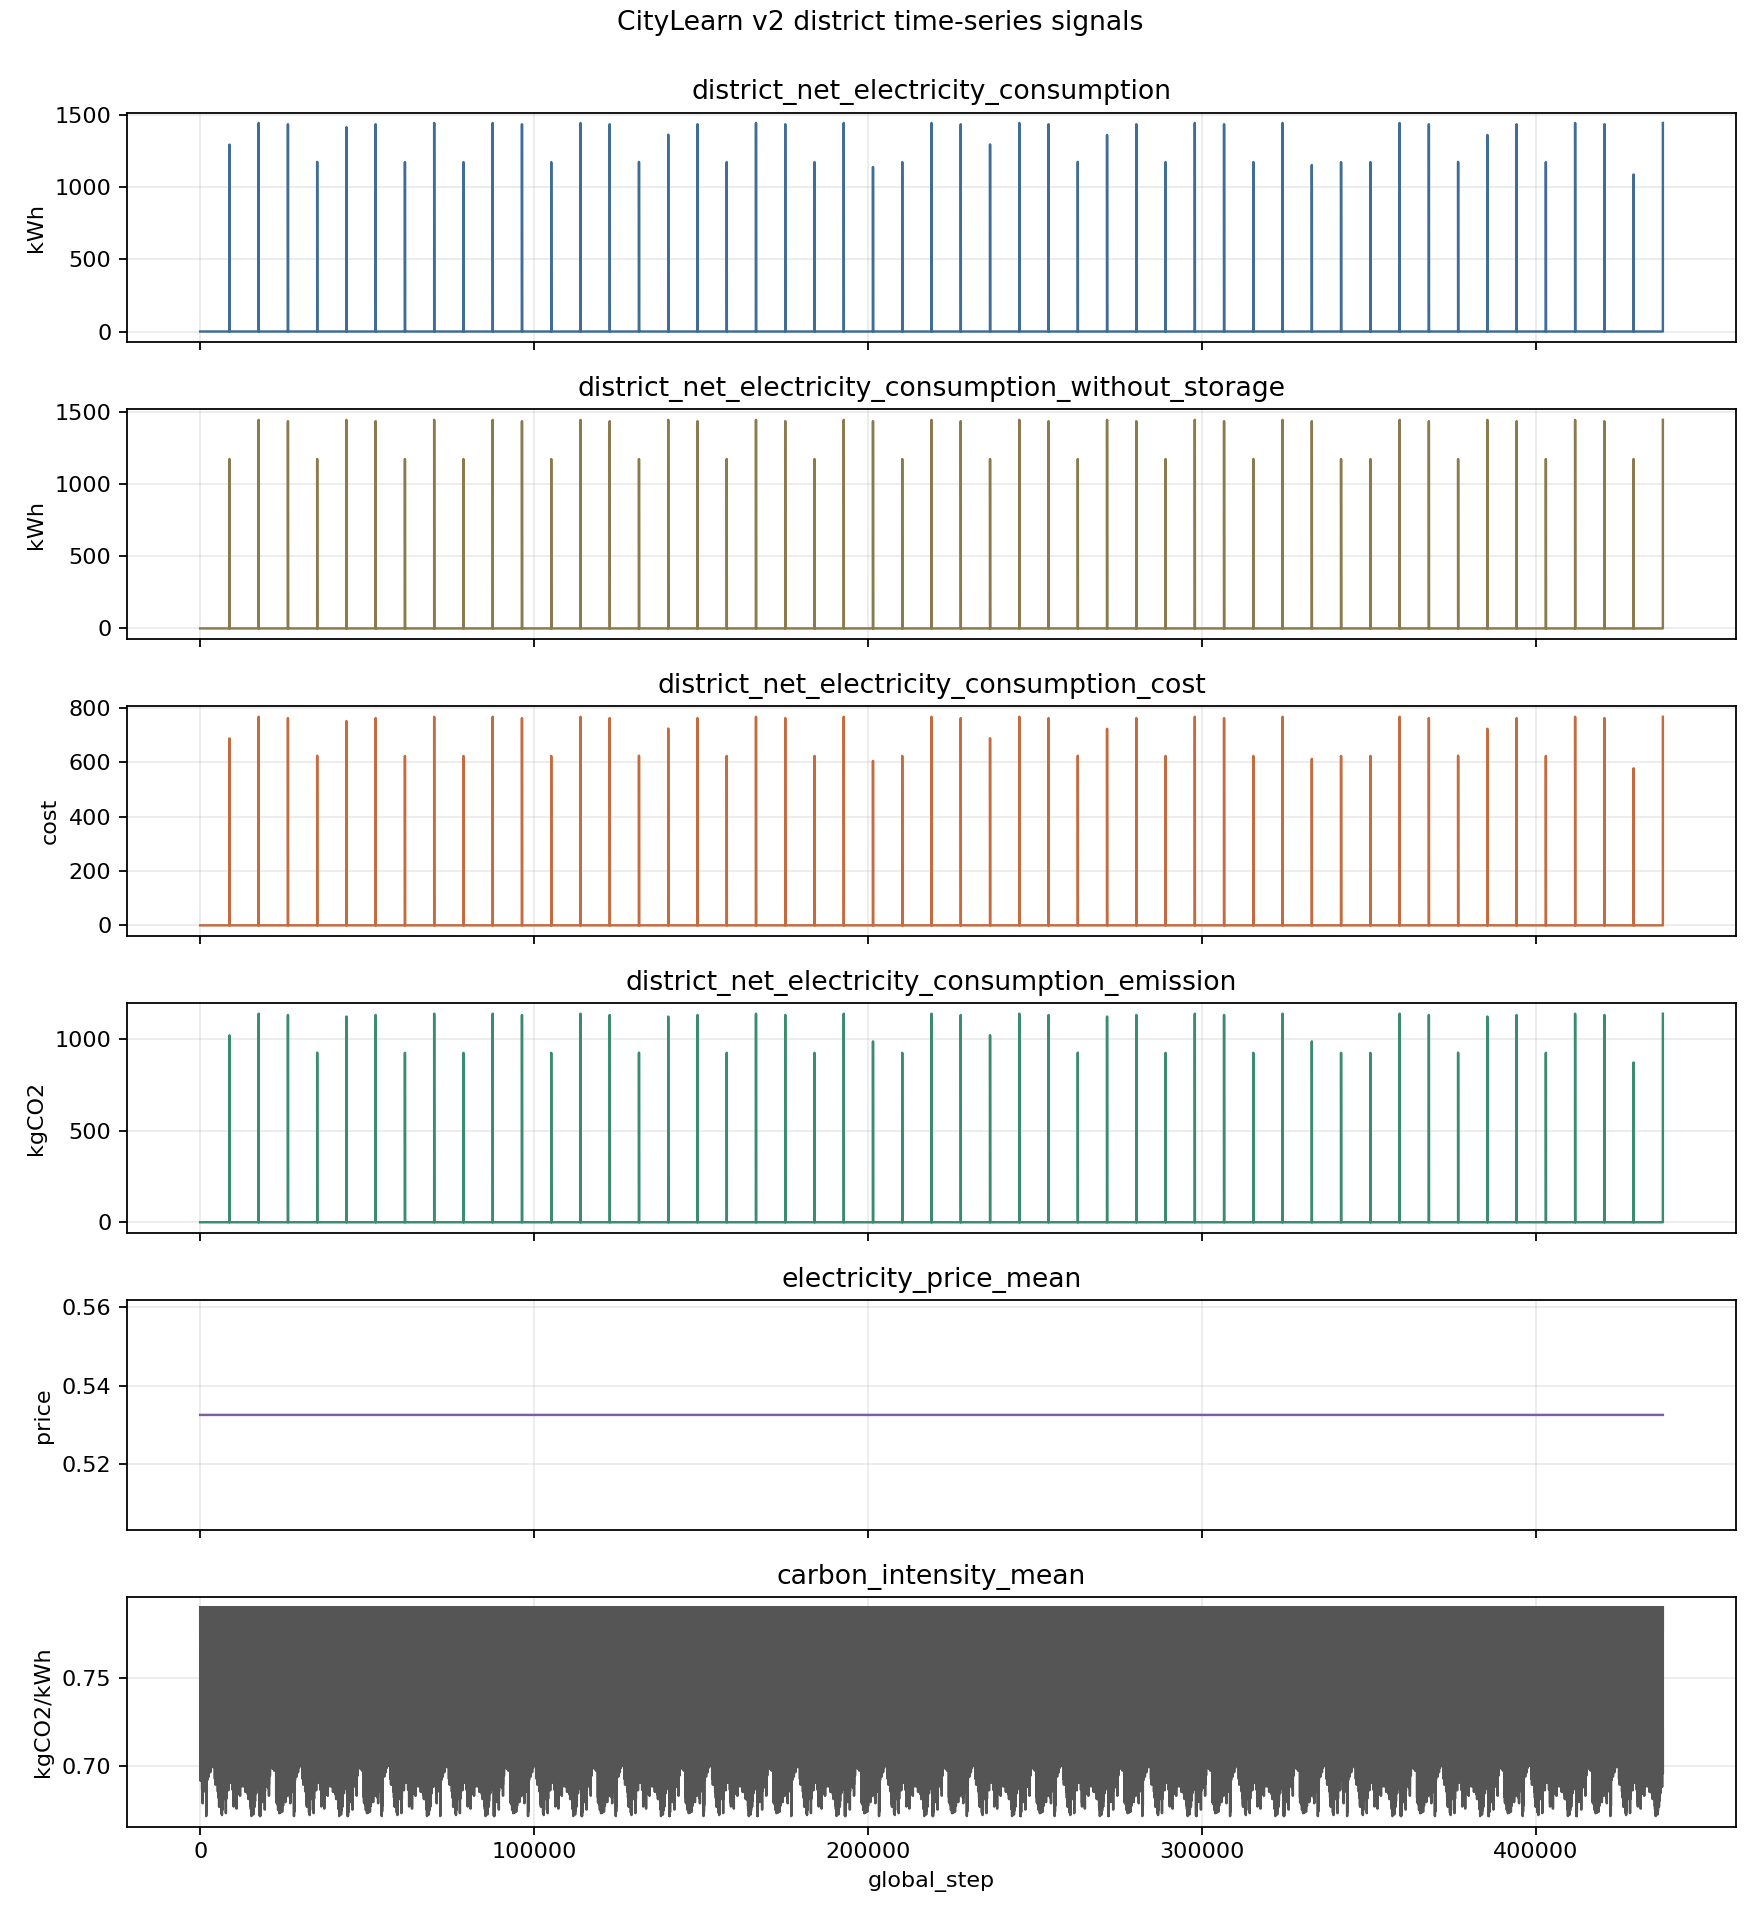 CityLearn v2 district time-series signals
district_net_electricity_consumption
1500
1000
500
0
kWh
district_net_electricity_consumption_without_storage
1500
1000
500
0
kWh
district_net_electricity_consumption_cost
800
600
400
200
0
cost
district_net_electricity_consumption_emission
1000
500
0
kgCO2
electricity_price_mean
0.56
0.54
0.52
price
carbon_intensity_mean
0.75
0.70
kgCO2/kWh
0 100000 200000 300000 400000
global_step